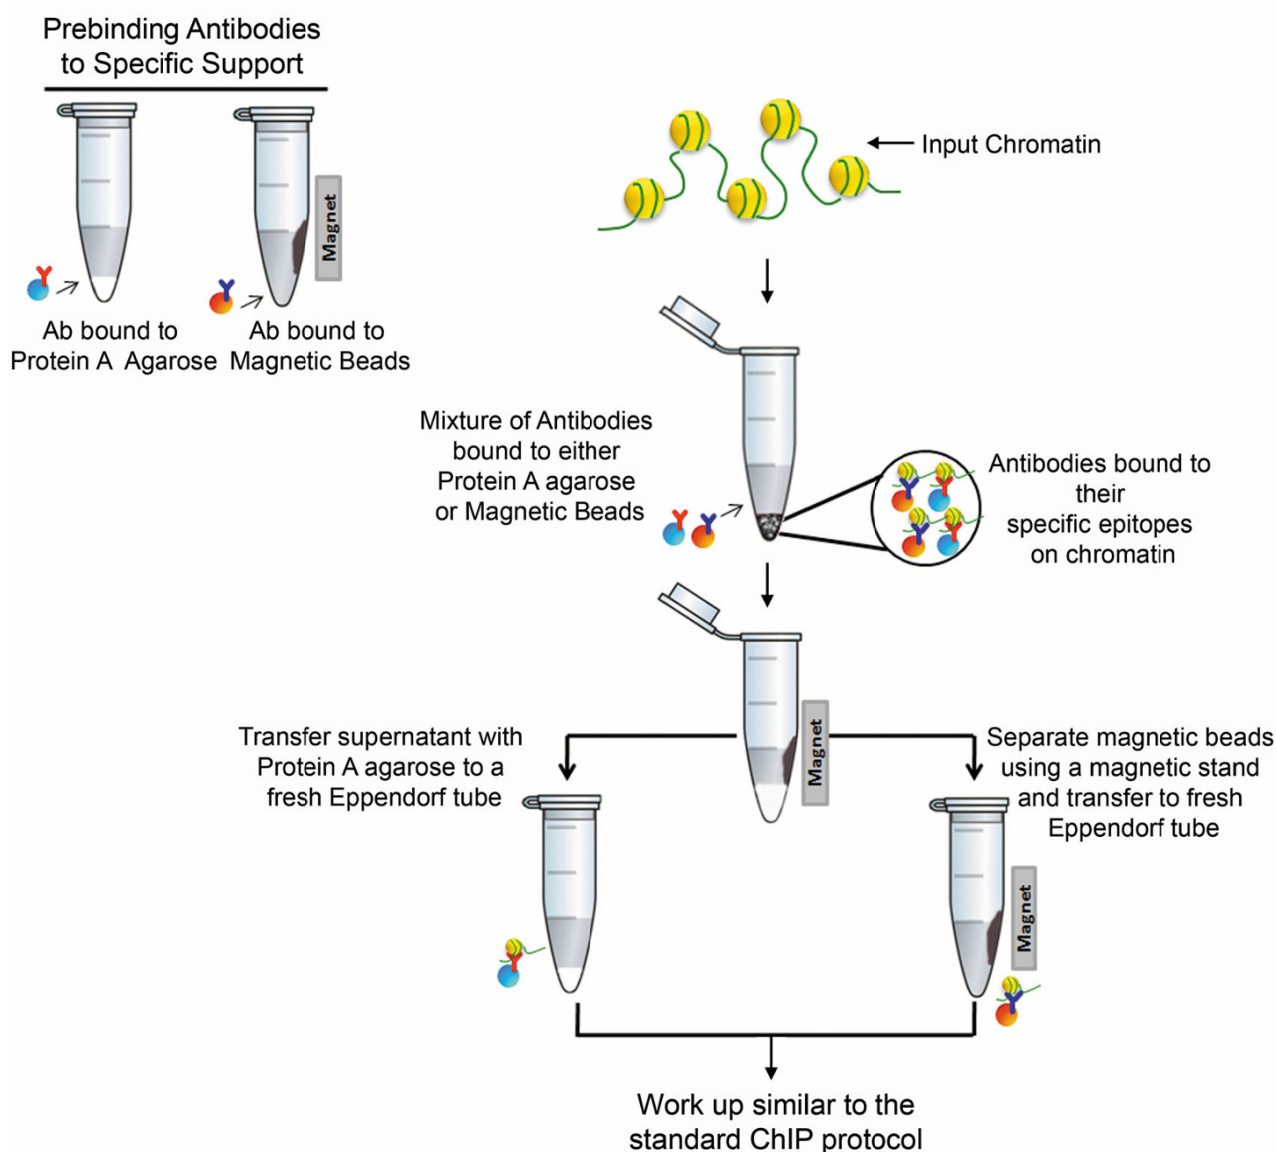 Prebinding Antibodies
to Specific Support
Magnet
Ab bound to
Protein A Agarose
Ab bound to
Magnetic Beads
Input Chromatin
Mixture of Antibodies
bound to either
Protein A agarose
or Magnetic Beads
Antibodies bound to
their
specific epitopes
on chromatin
Magnet
Transfer supernatant with
Protein A agarose to a
fresh Eppendorf tube
Separate magnetic beads
using a magnetic stand
and transfer to fresh
Eppendorf tube
Magnet
Work up similar to the
standard ChIP protocol